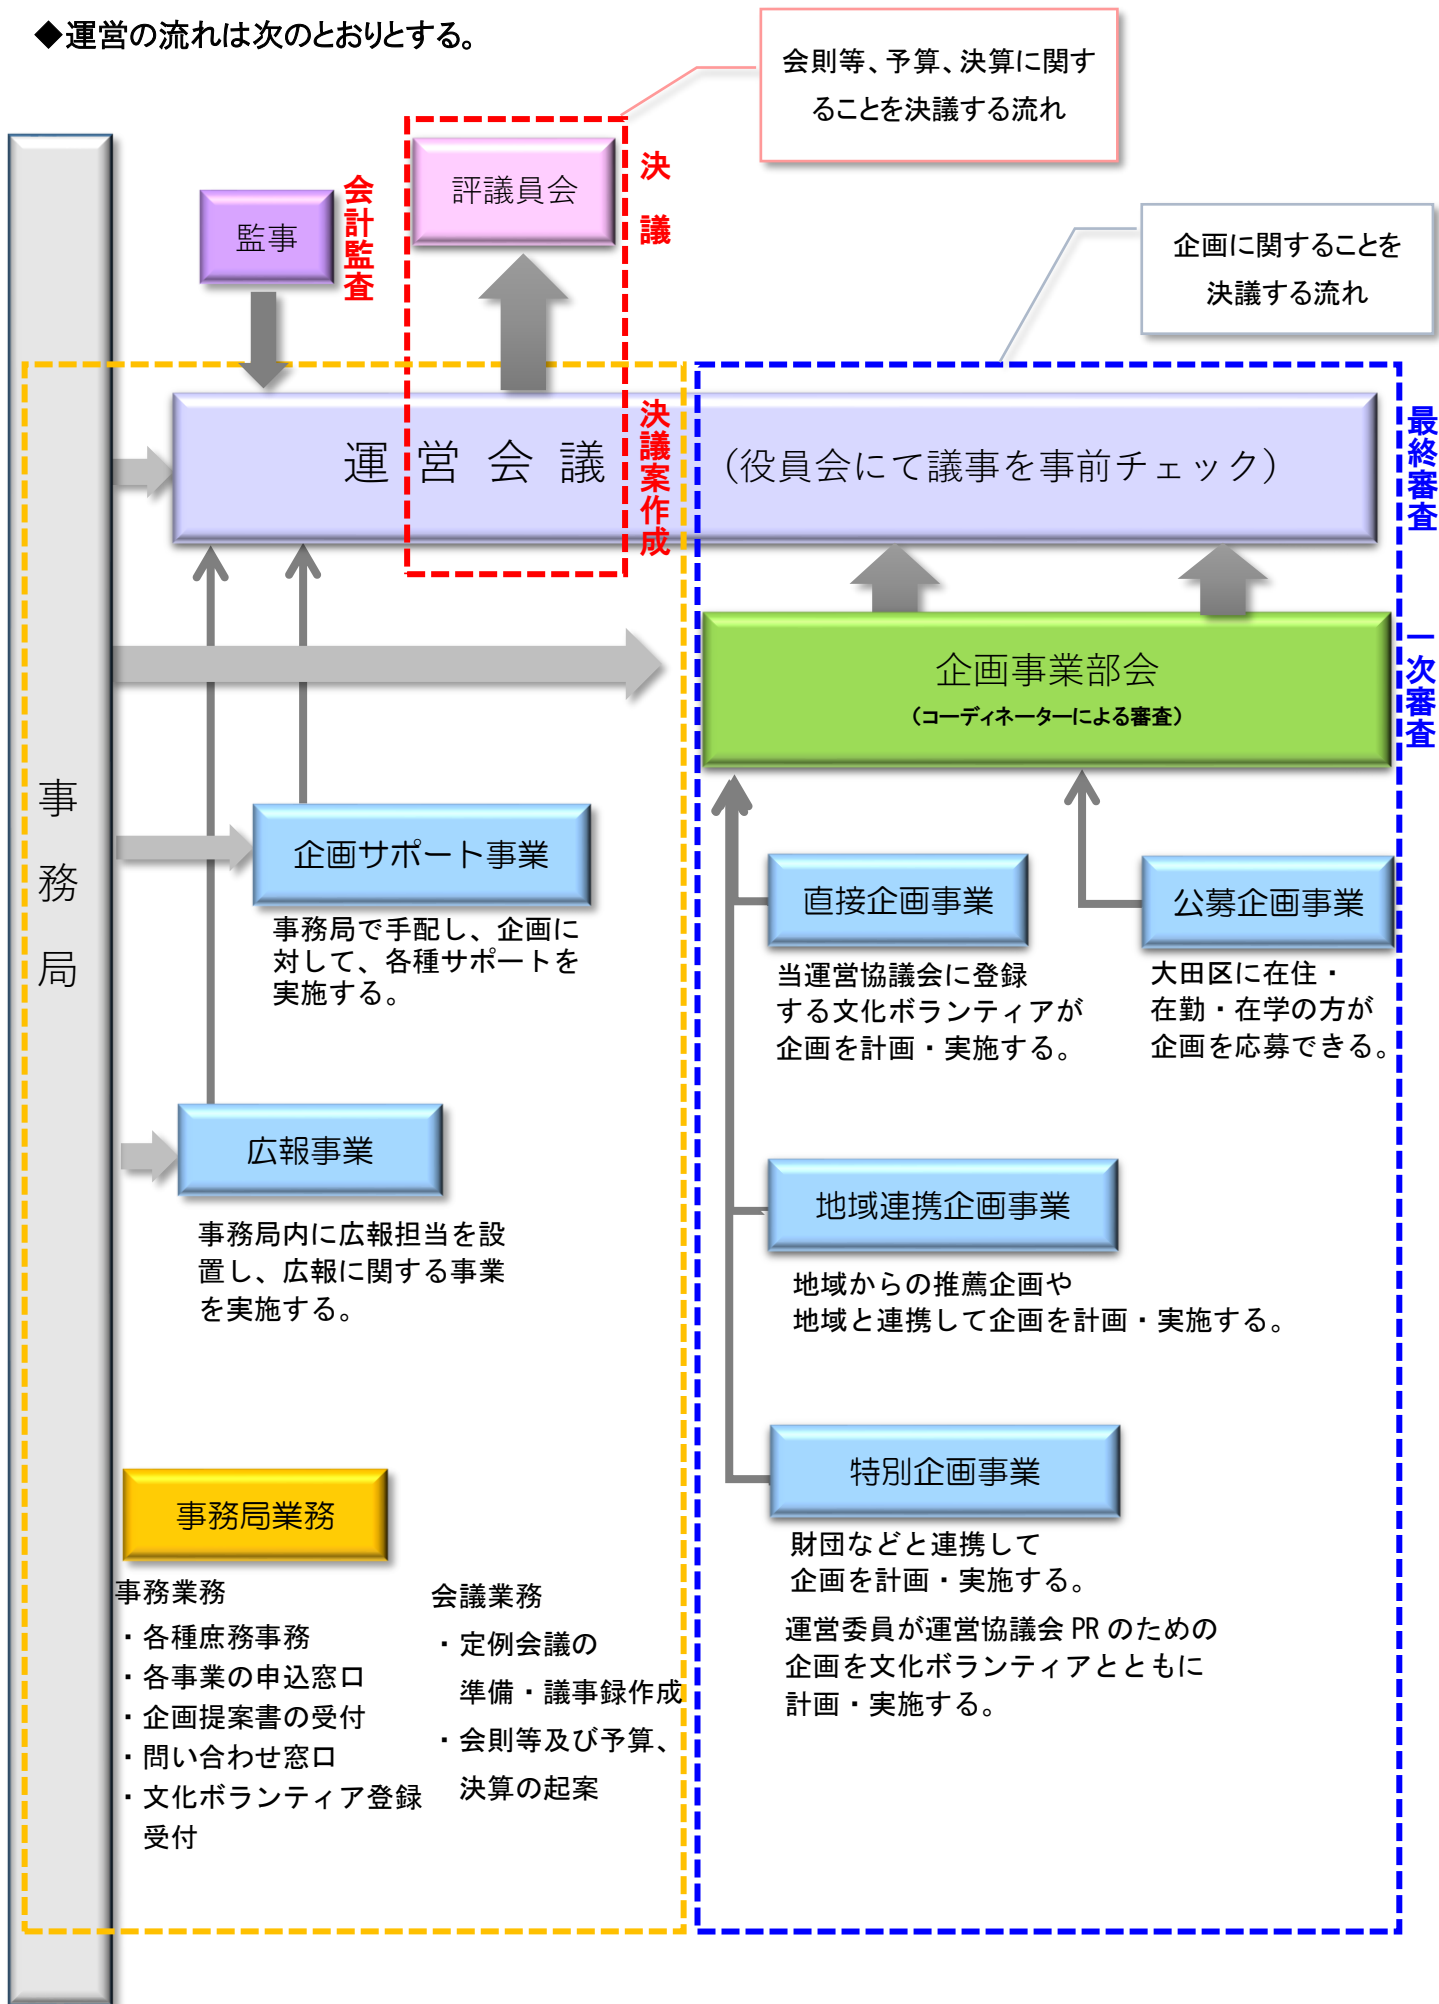 ◆運営の流れは次のとおりとする。
会則等、予算、決算に関す
ることを決議する流れ
企画に関することを
決議する流れ
評議員会
決議
監事
会計監査
運営会議
（役員会にて議事を事前チェック）
決議案作成
最終審査
企画事業部会
（コーディネーターによる審査）
一次審査
事務局
企画サポート事業
事務局で手配し、企画に
対して、各種サポートを
実施する。
広報事業
事務局内に広報担当を設
置し、広報に関する事業
を実施する。
直接企画事業
当運営協議会に登録
する文化ボランティアが
企画を計画・実施する。
公募企画事業
大田区に在住・
在勤・在学の方が
企画を応募できる。
地域連携企画事業
地域からの推薦企画や
地域と連携して企画を計画・実施する。
特別企画事業
財団などと連携して
企画を計画・実施する。
運営委員が運営協議会 PR のための
企画を文化ボランティアとともに
計画・実施する。
事務局業務
事務業務
・各種庶務事務
・各事業の申込窓口
・企画提案書の受付
・問い合わせ窓口
・文化ボランティア登録
受付
会議業務
・定例会議の
準備・議事録作成
・会則等及び予算、
決算の起案